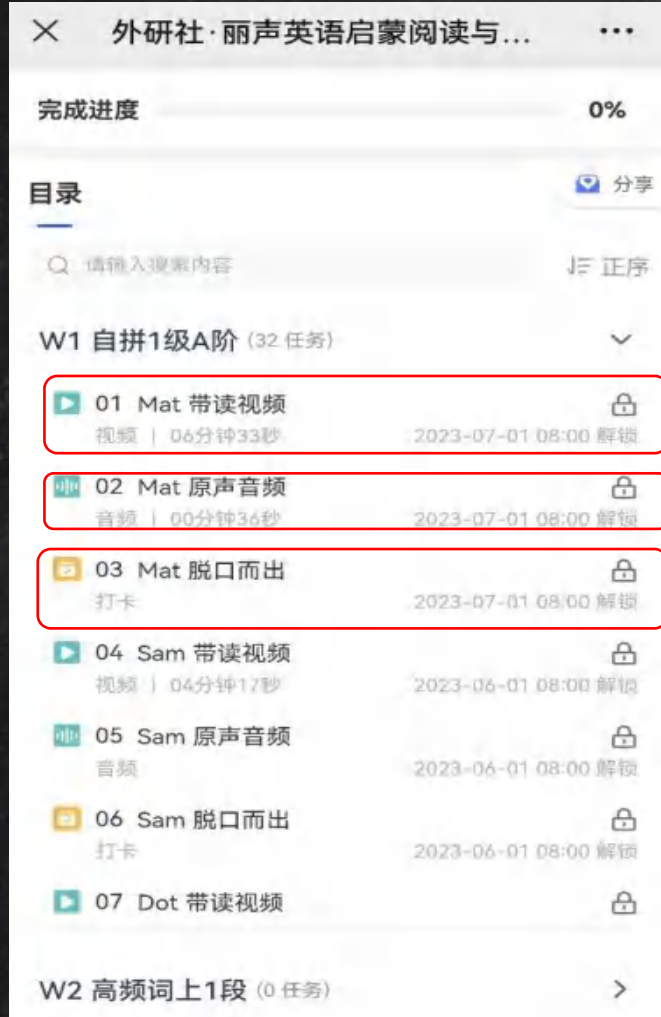 外研社·丽声英语启蒙阅读与...
完成进度 0%
目录 分享
请输入搜索内容 正序
W1 自拼1级A阶 (32 任务)
01 Mat 带读视频
视频 | 06分钟33秒 2023-07-01 08:00 解锁
02 Mat 原声音频
音频 | 00分钟36秒 2023-07-01 08:00 解锁
03 Mat 脱口而出
打卡 2023-07-01 08:00 解锁
04 Sam 带读视频
视频 | 04分钟17秒 2023-06-01 08:00 解锁
05 Sam 原声音频
音频 2023-06-01 08:00 解锁
06 Sam 脱口而出
打卡 2023-06-01 08:00 解锁
07 Dot 带读视频
W2 高频词上1段 (0 任务)